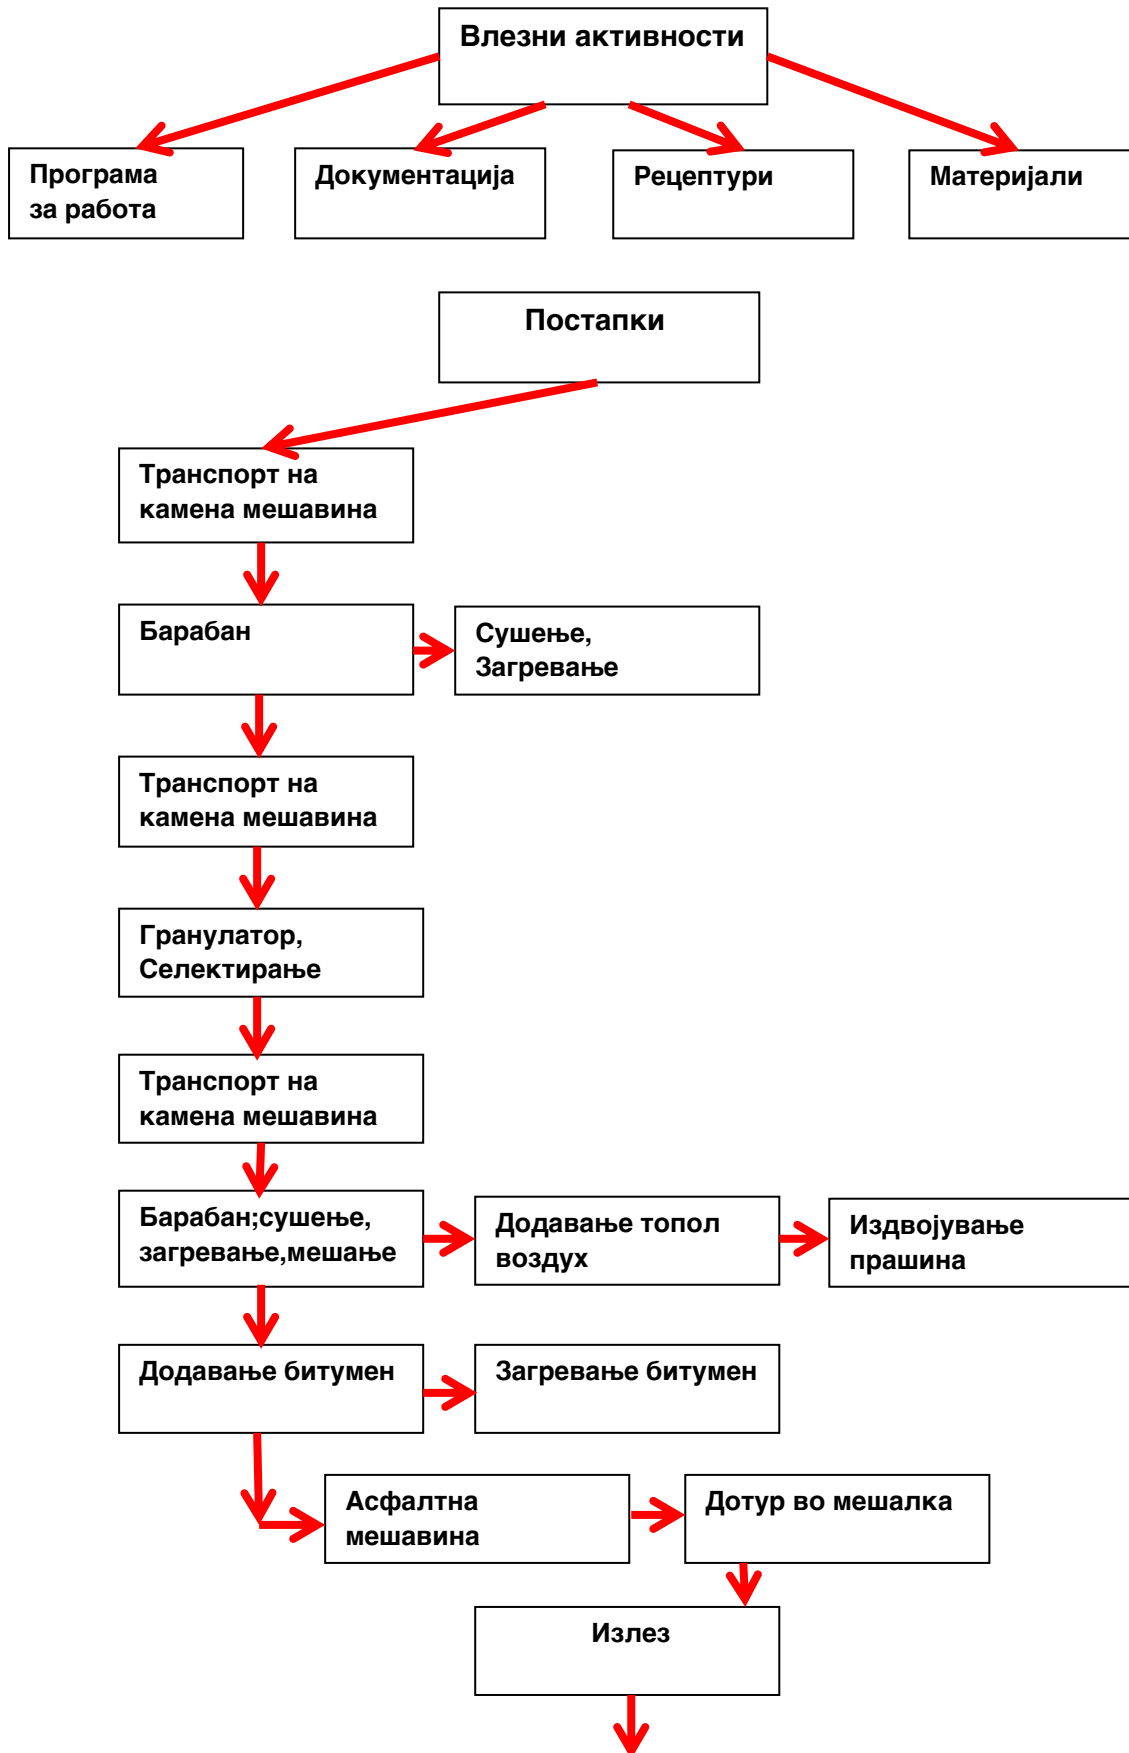 Влезни активности
Програма
за работа
Документација
Рецептури
Материјали
Постапки
Транспорт на
камена мешавина
Барабан
Сушење,
Загревање
Транспорт на
камена мешавина
Гранулатор,
Селектирање
Транспорт на
камена мешавина
Барабан;сушење,
загревање,мешање
Додавање топол
воздух
Издвојување
прашина
Додавање битумен
Загревање битумен
Асфалтна
мешавина
Дотур во мешалка
Излез